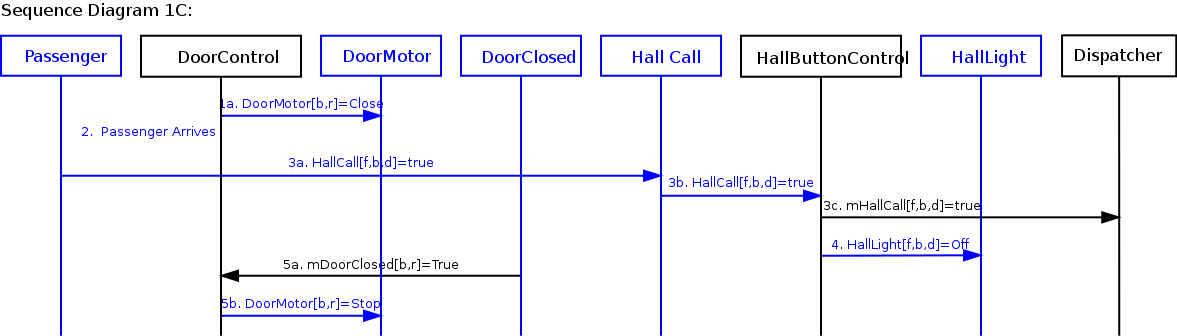 Sequence Diagram 1C:
Passenger
DoorControl
DoorMotor
DoorClosed
Hall Call
HallButtonControl
HallLight
Dispatcher
1a. DoorMotor[b,r]=Close
2.  Passenger Arrives
3a. HallCall[f,b,d]=true
3b. HallCall[f,b,d]=true
3c. mHallCall[f,b,d]=true
4. HallLight[f,b,d]=Off
5a. mDoorClosed[b,r]=True
5b. DoorMotor[b,r]=Stop